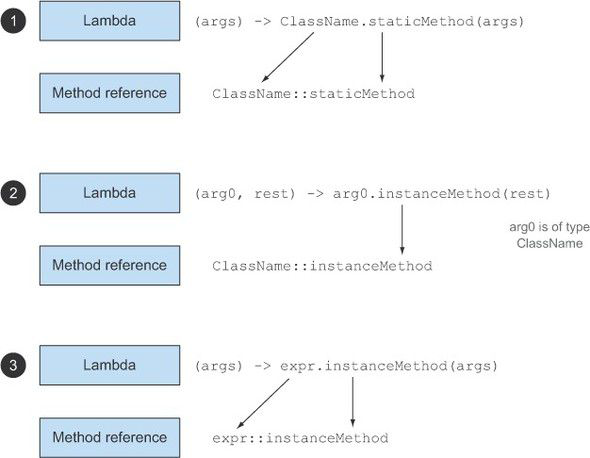 1 Lambda (args) -> ClassName.staticMethod(args)
Method reference ClassName::staticMethod
2 Lambda (arg0, rest) -> arg0.instanceMethod(rest)
arg0 is of type
ClassName
Method reference ClassName::instanceMethod
3 Lambda (args) -> expr.instanceMethod(args)
Method reference expr::instanceMethod